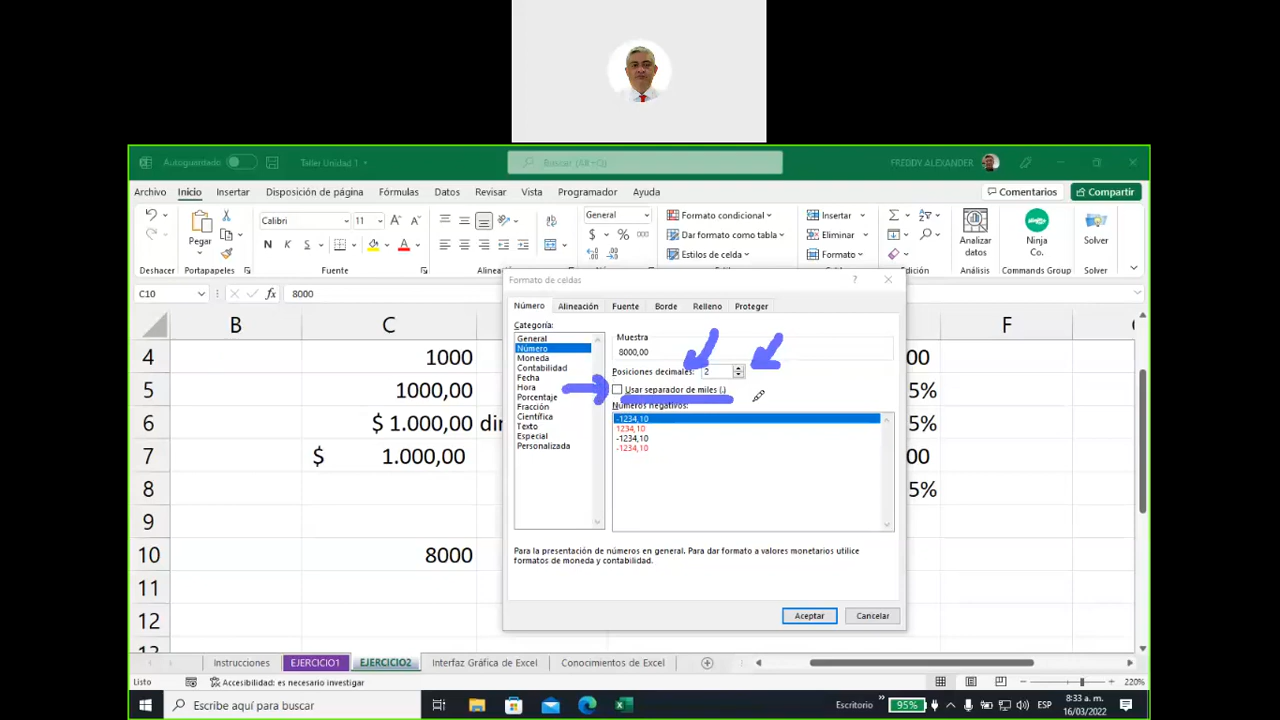 Autoguardado
Taller Unidad 1
Buscar (Alt +Q)
FREDDY ALEXANDER
Archivo Inicio Insertar Disposición de página Fórmulas Datos Revisar Vista Programador Ayuda
Comentarios Compartir
Calibri 11 General
Pegar
N K S
$ % 000
Formato condicional
Dar formato como tabla
Estilos de celda
Insertar
Eliminar
Formato
Analizar datos
Ninja Co.
Solver
Deshacer Portapapeles Fuente Edición Análisis Commands Group Solver
C10 fx 8000
Formato de celdas
Número Alineación Fuente Borde Relleno Proteger
Categoría:
General
Número
Moneda
Contabilidad
Fecha
Hora
Porcentaje
Fracción
Científica
Texto
Especial
Personalizada
Muestra
8000,00
Posiciones decimales: 2
Usar separador de miles (.)
Números negativos:
-1234,10
1234,10
-1234,10
-1234,10
Para la presentación de números en general. Para dar formato a valores monetarios utilice
formatos de moneda y contabilidad.
Aceptar Cancelar
B C F
4 1000 00
5 1000,00 5%
6 $ 1.000,00 5%
7 $ 1.000,00 00
8 5%
9
10 8000
11
12
Instrucciones EJERCICIO1 EJERCICIO2 Interfaz Gráfica de Excel Conocimientos de Excel
Listo Accesibilidad: es necesario investigar 220%
Escribe aquí para buscar
Escritorio 95% ESP
8:33 a. m.
16/03/2022